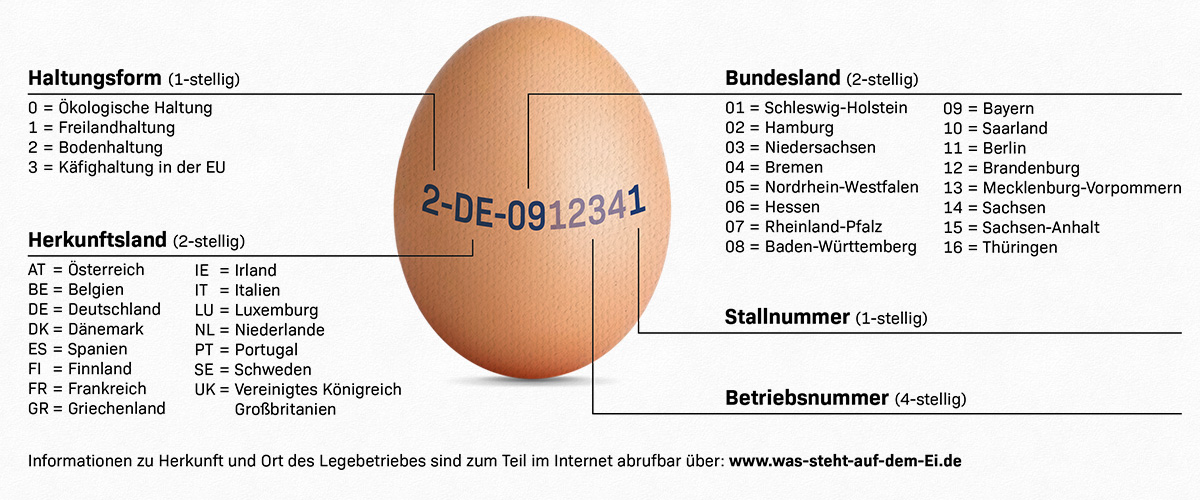 Haltungsform (1-stellig)
0 = Ökologische Haltung
1 = Freilandhaltung
2 = Bodenhaltung
3 = Käfighaltung in der EU
Herkunftsland (2-stellig)
AT = Österreich
BE = Belgien
DE = Deutschland
DK = Dänemark
ES = Spanien
FI = Finnland
FR = Frankreich
GR = Griechenland
IE = Irland
IT = Italien
LU = Luxemburg
NL = Niederlande
PT = Portugal
SE = Schweden
UK = Vereinigtes Königreich
Großbritanien
2-DE-0912341
Bundesland (2-stellig)
01 = Schleswig-Holstein
02 = Hamburg
03 = Niedersachsen
04 = Bremen
05 = Nordrhein-Westfalen
06 = Hessen
07 = Rheinland-Pfalz
08 = Baden-Württemberg
09 = Bayern
10 = Saarland
11 = Berlin
12 = Brandenburg
13 = Mecklenburg-Vorpommern
14 = Sachsen
15 = Sachsen-Anhalt
16 = Thüringen
Stallnummer (1-stellig)
Betriebsnummer (4-stellig)
Informationen zu Herkunft und Ort des Legebetriebes sind zum Teil im Internet abrufbar über: www.was-steht-auf-dem-Ei.de